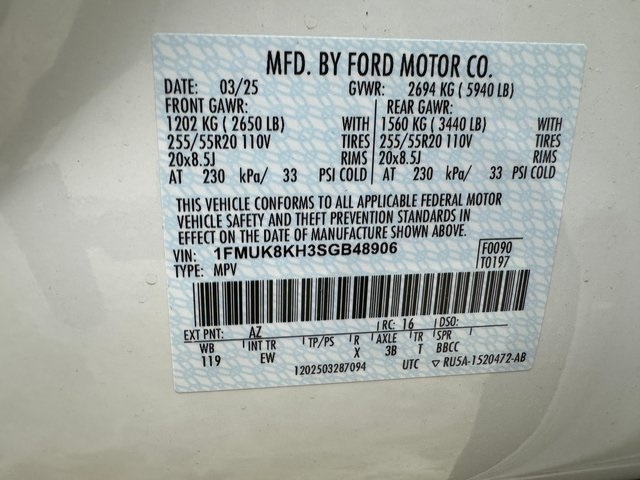 MFD. BY FORD MOTOR CO.
DATE: 03/25 GVWR: 2694 KG ( 5940 LB)
FRONT GAWR: REAR GAWR:
1202 KG ( 2650 LB) WITH 1560 KG ( 3440 LB) WITH
255/55R20 110V TIRES 255/55R20 110V TIRES
20x8.5J RIMS 20x8.5J RIMS
AT 230 kPa/ 33 PSI COLD AT 230 kPa/ 33 PSI COLD
THIS VEHICLE CONFORMS TO ALL APPLICABLE FEDERAL MOTOR
VEHICLE SAFETY AND THEFT PREVENTION STANDARDS IN
EFFECT ON THE DATE OF MANUFACTURE SHOWN ABOVE.
VIN: 1FMUK8KH3SGB48906 F0090
TYPE: MPV T0197
EXT PNT: AZ RC: 16 DSO:
WB INT TR TP/PS R AXLE TR SPR
119 EW X 3B T BBCC
1202503287094 UTC ▽ RU5A-1520472-AB